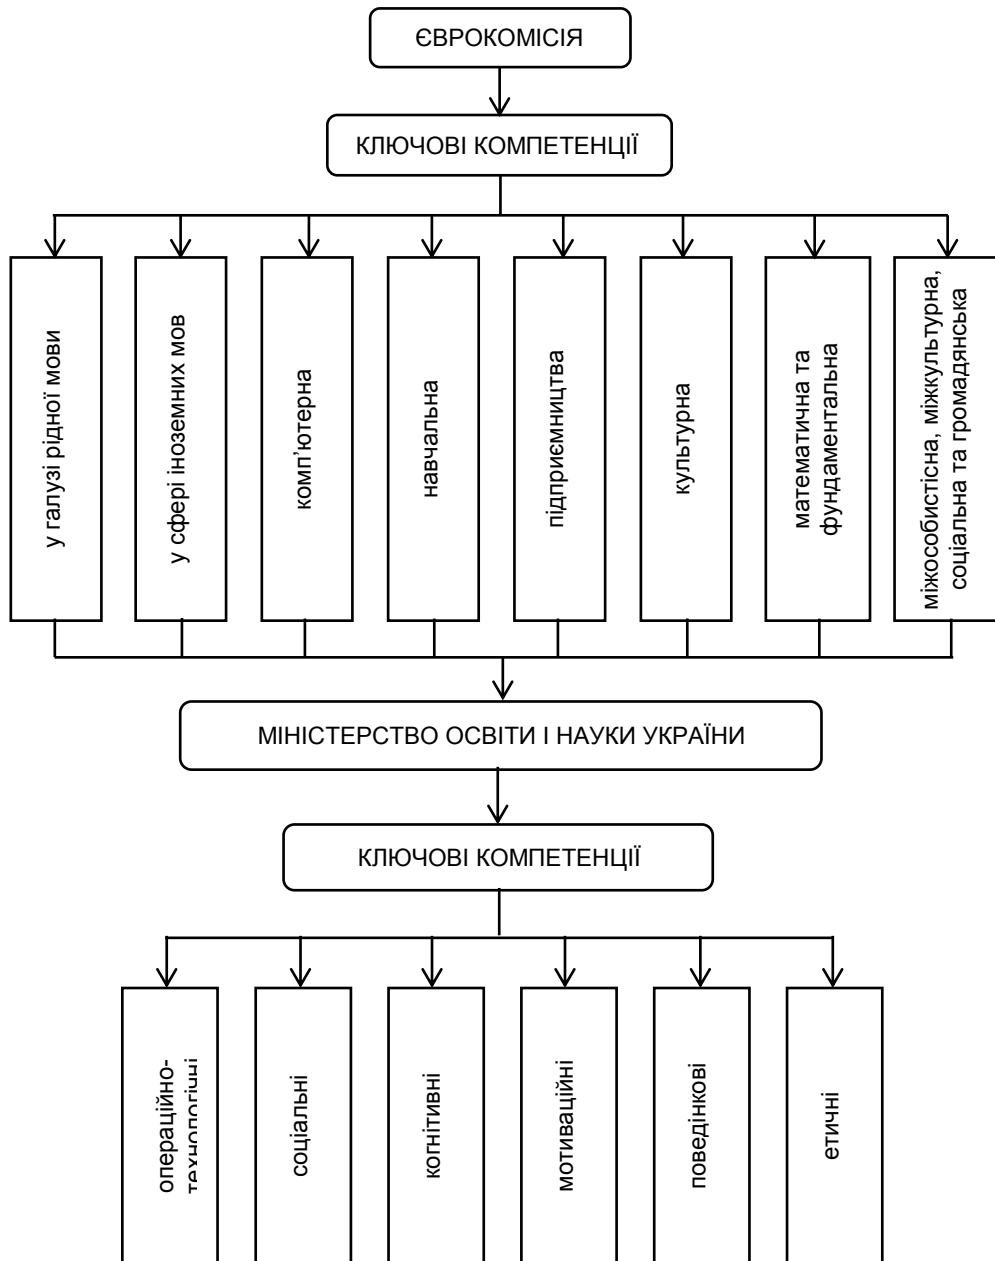 ЄВРОКОМІСІЯ
КЛЮЧОВІ КОМПЕТЕНЦІЇ
у галузі рідної мови
у сфері іноземних мов
комп’ютерна
навчальна
підприємництва
культурна
математична та
фундаментальна
міжособистісна, міжкультурна,
соціальна та громадянська
МІНІСТЕРСТВО ОСВІТИ І НАУКИ УКРАЇНИ
КЛЮЧОВІ КОМПЕТЕНЦІЇ
операційно-
технологічні
соціальні
когнітивні
мотиваційні
поведінкові
етичні